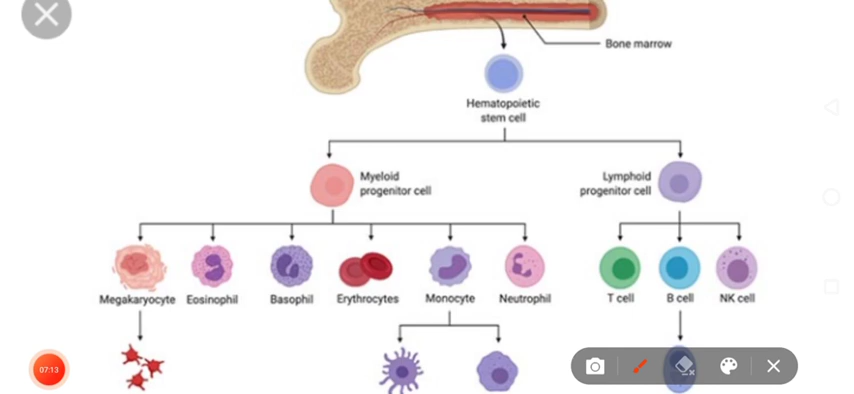 Bone marrow
Hematopoietic
stem cell
Myeloid
progenitor cell
Lymphoid
progenitor cell
Megakaryocyte Eosinophil Basophil Erythrocytes Monocyte Neutrophil T cell B cell NK cell
07:13